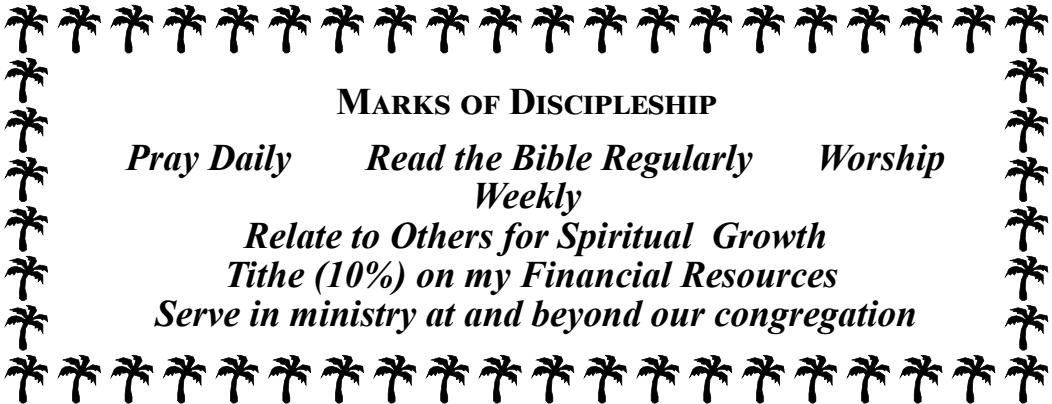 Marks of Discipleship
Pray Daily Read the Bible Regularly Worship
Weekly
Relate to Others for Spiritual Growth
Tithe (10%) on my Financial Resources
Serve in ministry at and beyond our congregation